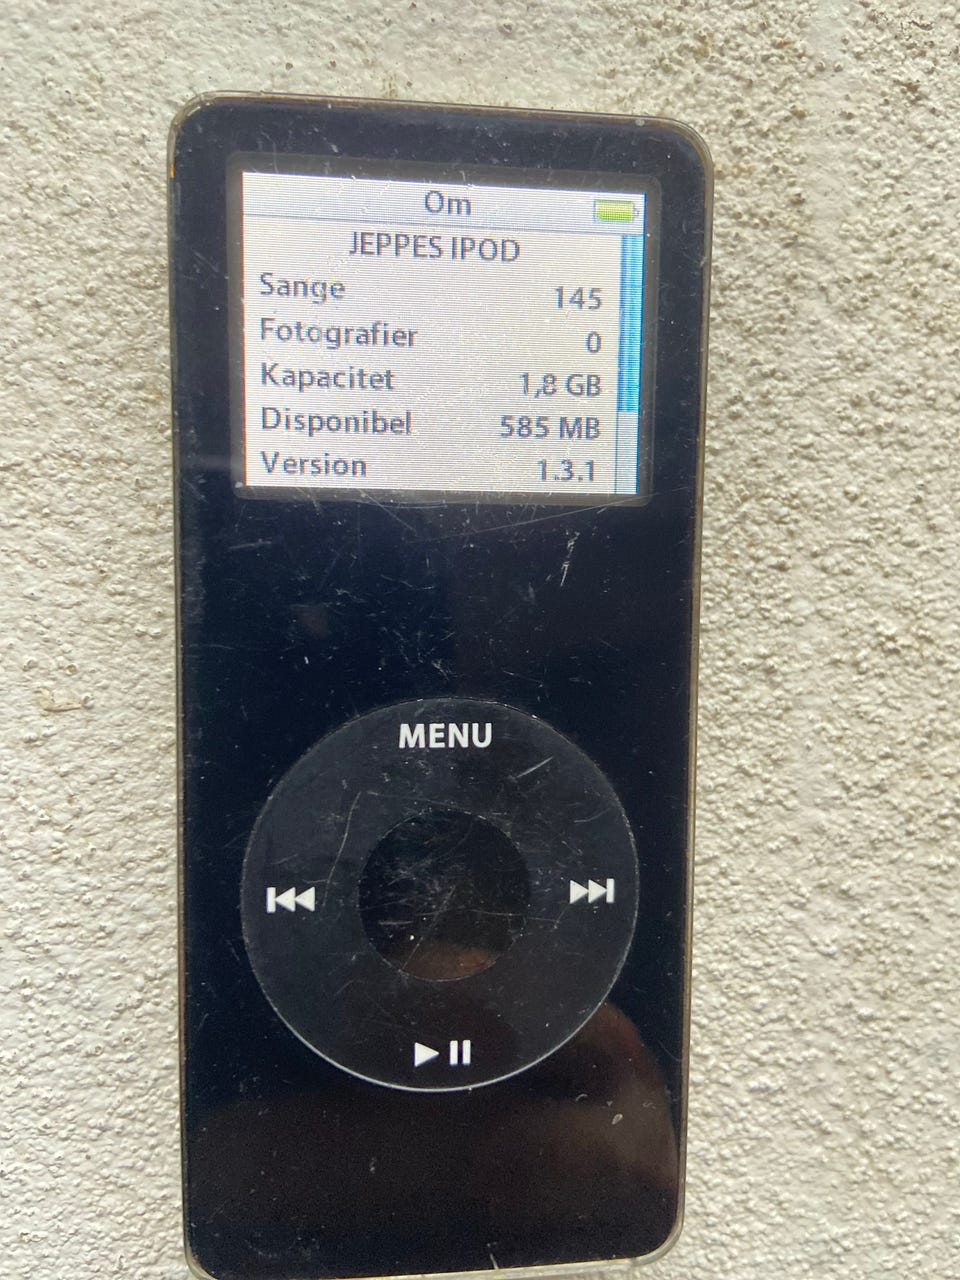 Om
JEPPES IPOD
Sange 145
Fotografier 0
Kapacitet 1,8 GB
Disponibel 585 MB
Version 1.3.1
MENU